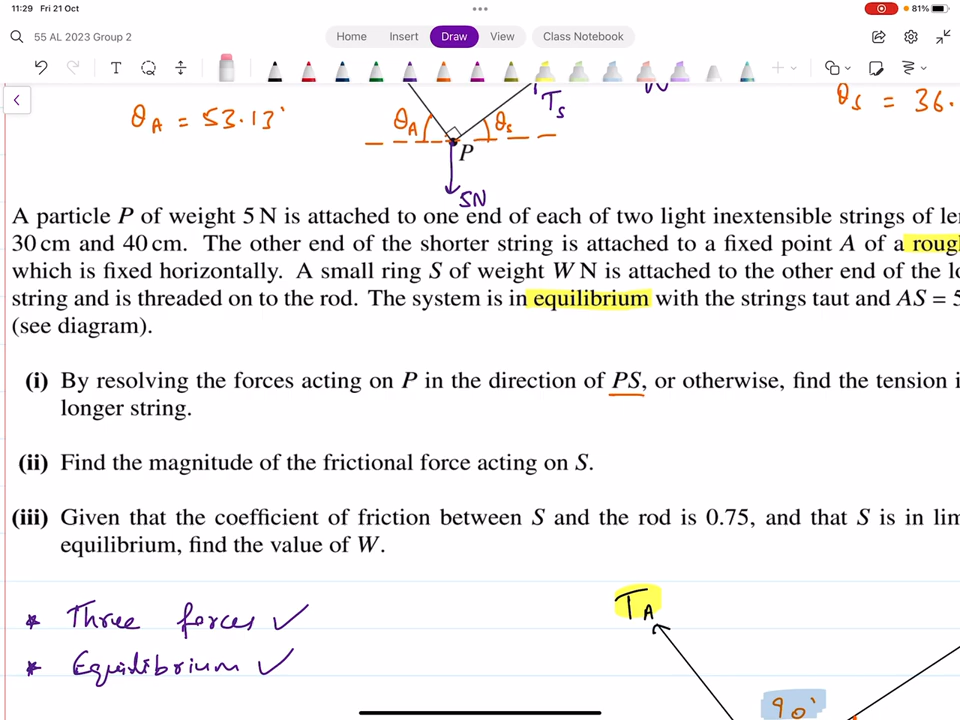 11:29 Fri 21 Oct
81%
55 AL 2023 Group 2
Home Insert Draw View Class Notebook
T
θA = 53.13°
θA
θs
Ts
W
θs = 36.
P
5N
A particle P of weight 5 N is attached to one end of each of two light inextensible strings of le
30 cm and 40 cm. The other end of the shorter string is attached to a fixed point A of a roug
which is fixed horizontally. A small ring S of weight W N is attached to the other end of the lo
string and is threaded on to the rod. The system is in equilibrium with the strings taut and AS = 5
(see diagram).
(i) By resolving the forces acting on P in the direction of PS, or otherwise, find the tension i
longer string.
(ii) Find the magnitude of the frictional force acting on S.
(iii) Given that the coefficient of friction between S and the rod is 0.75, and that S is in lim
equilibrium, find the value of W.
* Three forces ✓
* Equilibrium ✓
TA
90°